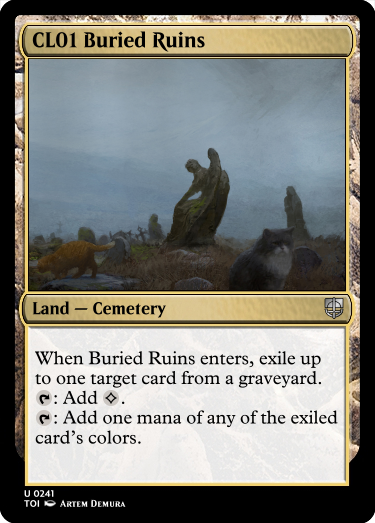 CL01 Buried Ruins
Land — Cemetery
When Buried Ruins enters, exile up
to one target card from a graveyard.
: Add .
: Add one mana of any of the exiled
card's colors.
U 0241
TOI Artem Demura